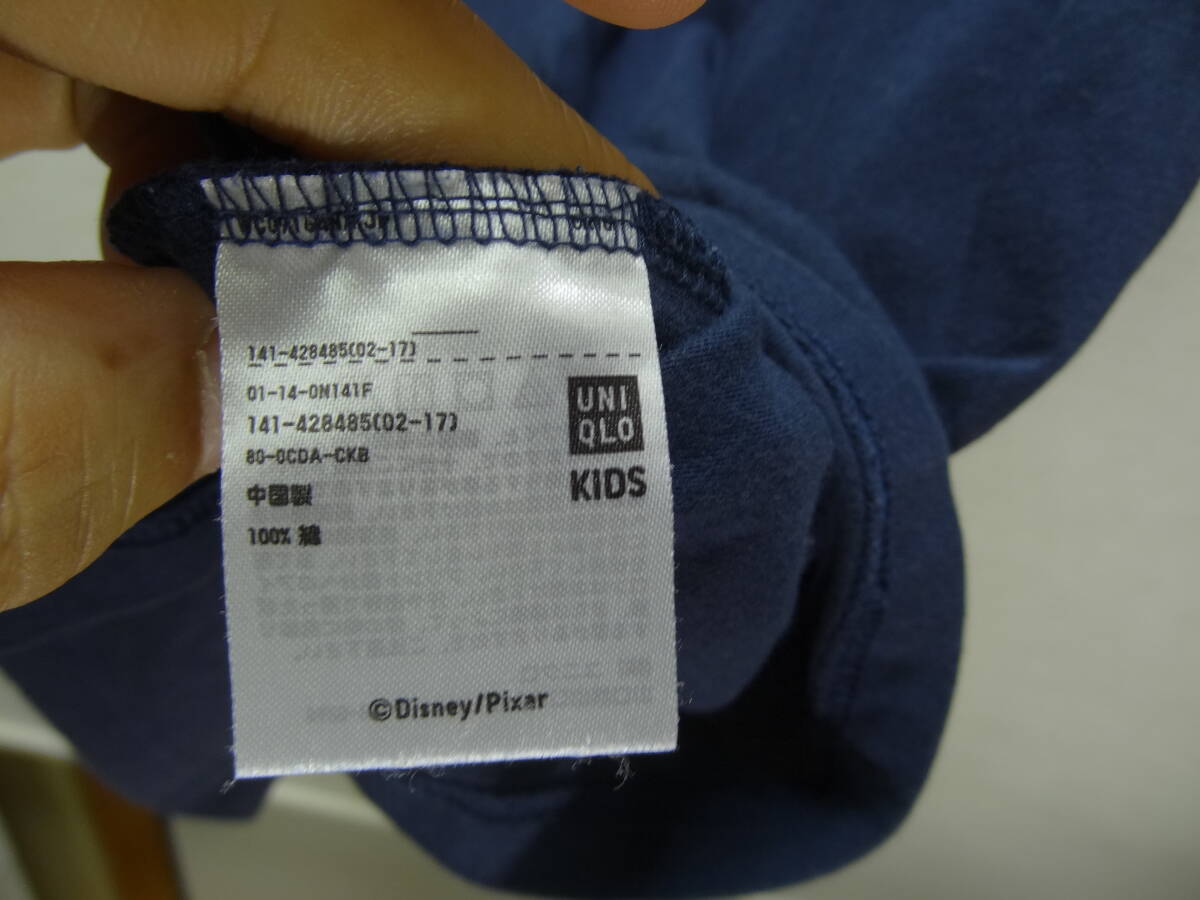 141-428485(02-17)
01-14-0N141F
141-428485(02-17)
80-0CDA-CKB
中国製
100% 綿
UNI
QLO
KIDS
©Disney/Pixar